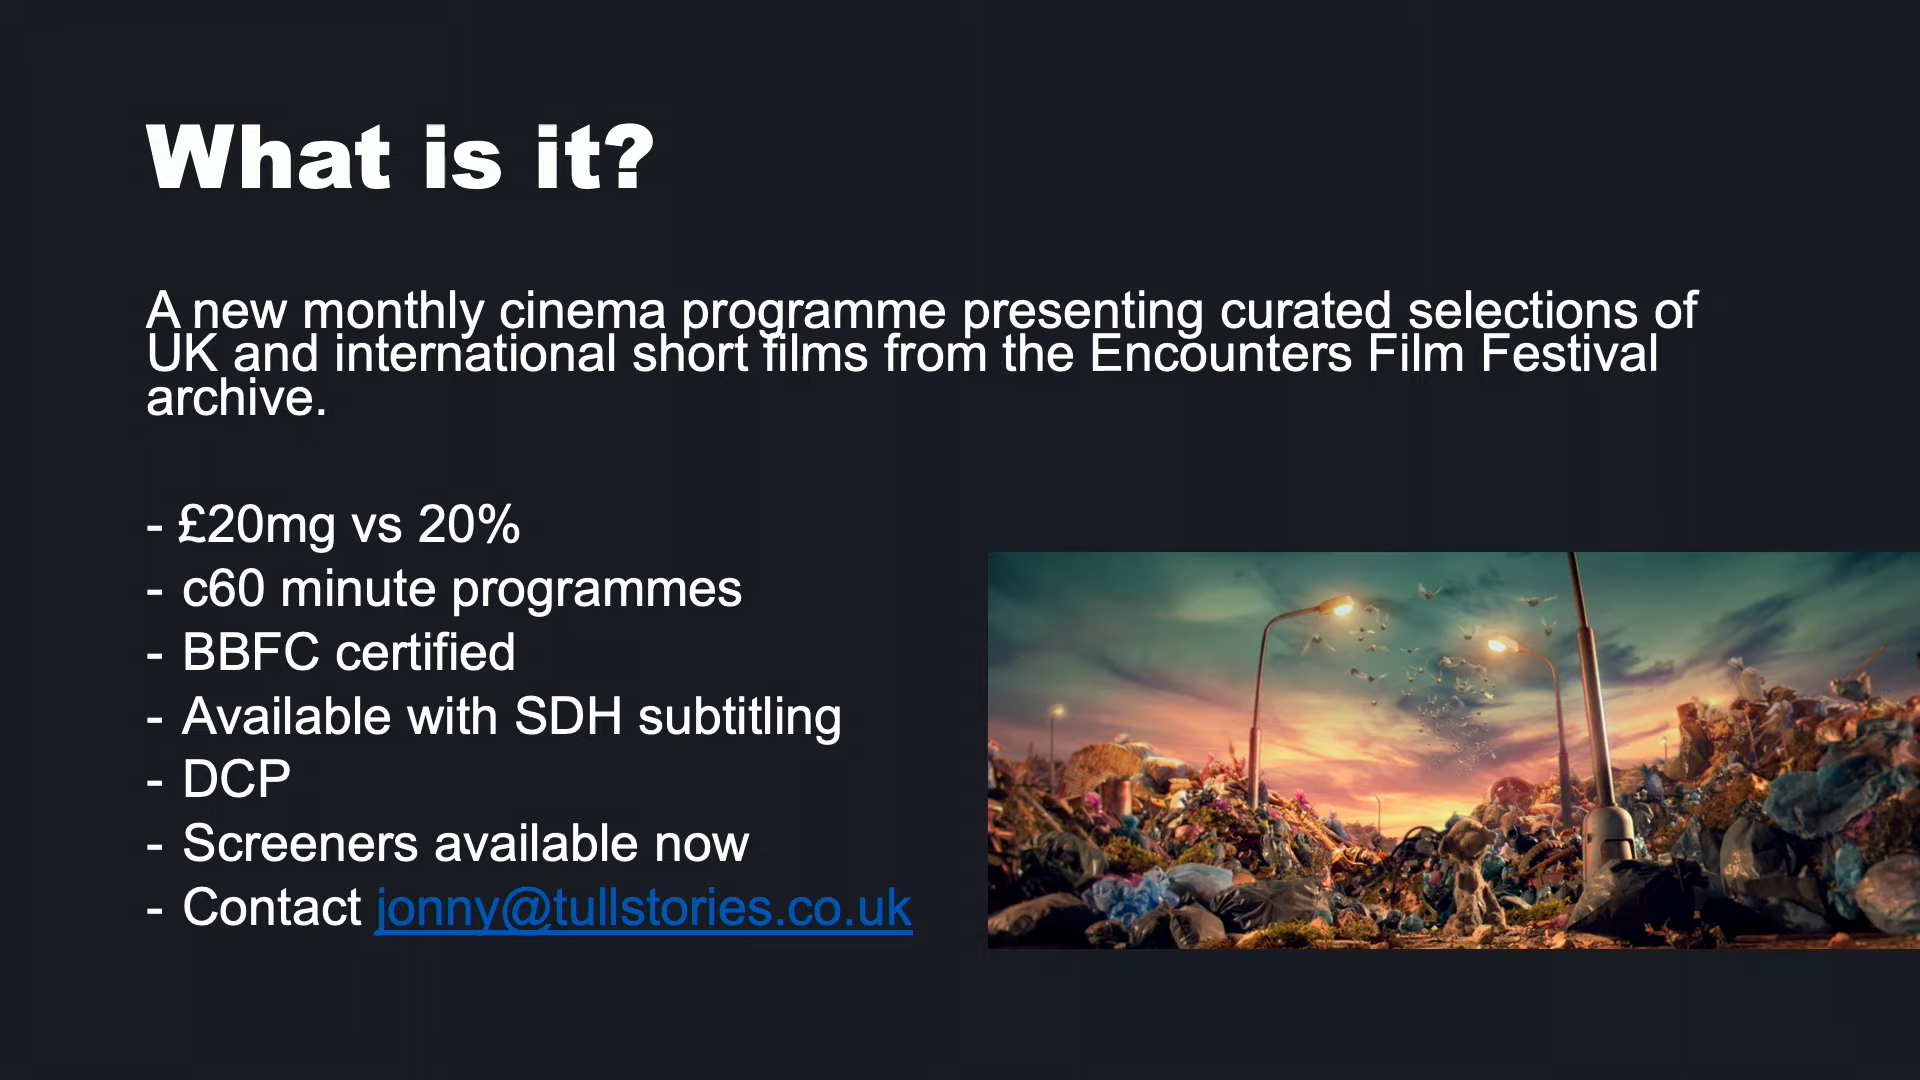 What is it?
A new monthly cinema programme presenting curated selections of
UK and international short films from the Encounters Film Festival
archive.
- £20mg vs 20%
- c60 minute programmes
- BBFC certified
- Available with SDH subtitling
- DCP
- Screeners available now
- Contact jonny@tullstories.co.uk